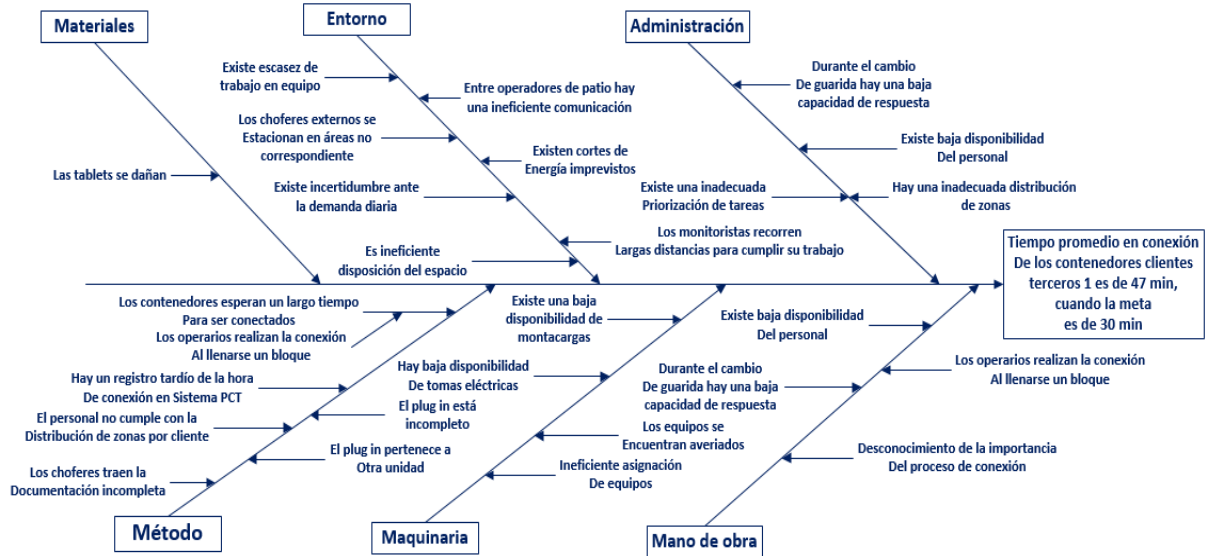 Materiales
Entorno
Administración
Existe escasez de
trabajo en equipo
Entre operadores de patio hay
una ineficiente comunicación
Los choferes externos se
Estacionan en áreas no
correspondiente
Existen cortes de
Energía imprevistos
Las tablets se dañan
Existe incertidumbre ante
la demanda diaria
Los monitoristas recorren
Largas distancias para cumplir su trabajo
Es ineficiente
disposición del espacio
Durante el cambio
De guarida hay una baja
capacidad de respuesta
Existe baja disponibilidad
Del personal
Existe una inadecuada
Priorización de tareas
Hay una inadecuada distribución
de zonas
Tiempo promedio en conexión
De los contenedores clientes
terceros 1 es de 47 min,
cuando la meta
es de 30 min
Los contenedores esperan un largo tiempo
Para ser conectados
Los operarios realizan la conexión
Al llenarse un bloque
Hay un registro tardío de la hora
De conexión en Sistema PCT
El plug in está
incompleto
El personal no cumple con la
Distribución de zonas por cliente
El plug in pertenece a
Otra unidad
Los choferes traen la
Documentación incompleta
Existe una baja
disponibilidad de
montacargas
Hay baja disponibilidad
De tomas eléctricas
Los equipos se
Encuentran averiados
Ineficiente asignación
De equipos
Existe baja disponibilidad
Del personal
Los operarios realizan la conexión
Al llenarse un bloque
Durante el cambio
De guarida hay una baja
capacidad de respuesta
Desconocimiento de la importancia
Del proceso de conexión
Método
Maquinaria
Mano de obra